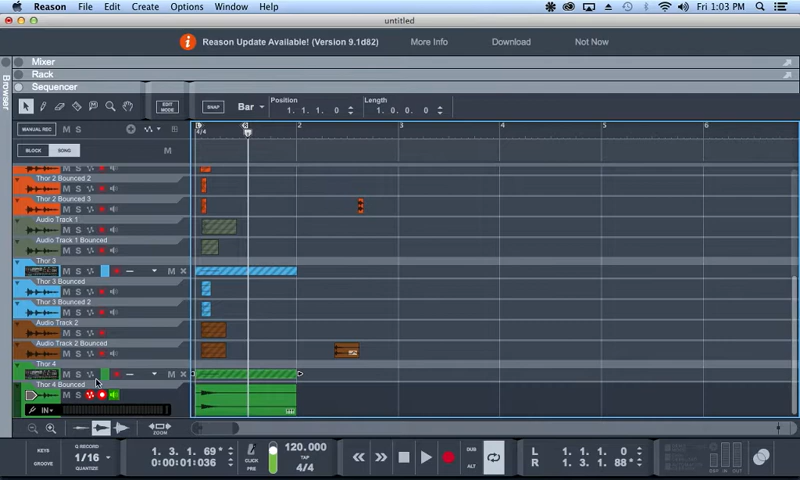 Reason File Edit Create Options Window Help Fri 1:03 PM
untitled
Reason Update Available! (Version 9.1d82) More Info Download Not Now
Browser
Mixer
Rack
Sequencer
EDIT MODE SNAP Bar Position 1. 1. 1. 0 Length 1. 0. 0. 0
MANUAL REC M S
L 4/4 2 3 4 5 6
BLOCK SONG M
M S
Thor 2 Bounced 2
M S
Thor 2 Bounced 3
M S
Audio Track 1
M S
Audio Track 1 Bounced
M S
Thor 3
M S M
Thor 3 Bounced
M S
Thor 3 Bounced 2
M S
Audio Track 2
M S
Audio Track 2 Bounced
M S
Thor 4
M S M
Thor 4 Bounced
M S
IN
ZOOM
KEYS GROOVE
Q RECORD 1/16 QUANTIZE
1. 3. 1. 69 *
0:00:01:036
CLICK PRE
120.000 TAP 4/4
DUB ALT
L 1. 1. 1. 0
R 1. 3. 1. 88 *
DSP IN OUT